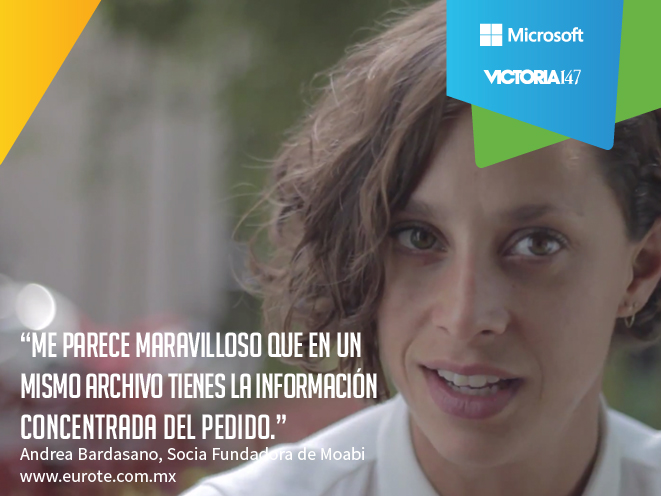 Microsoft
VICTORIA147
“ME PARECE MARAVILLOSO QUE EN UN
MISMO ARCHIVO TIENES LA INFORMACIÓN
CONCENTRADA DEL PEDIDO.”
Andrea Bardasano, Socia Fundadora de Moabi
www.eurote.com.mx